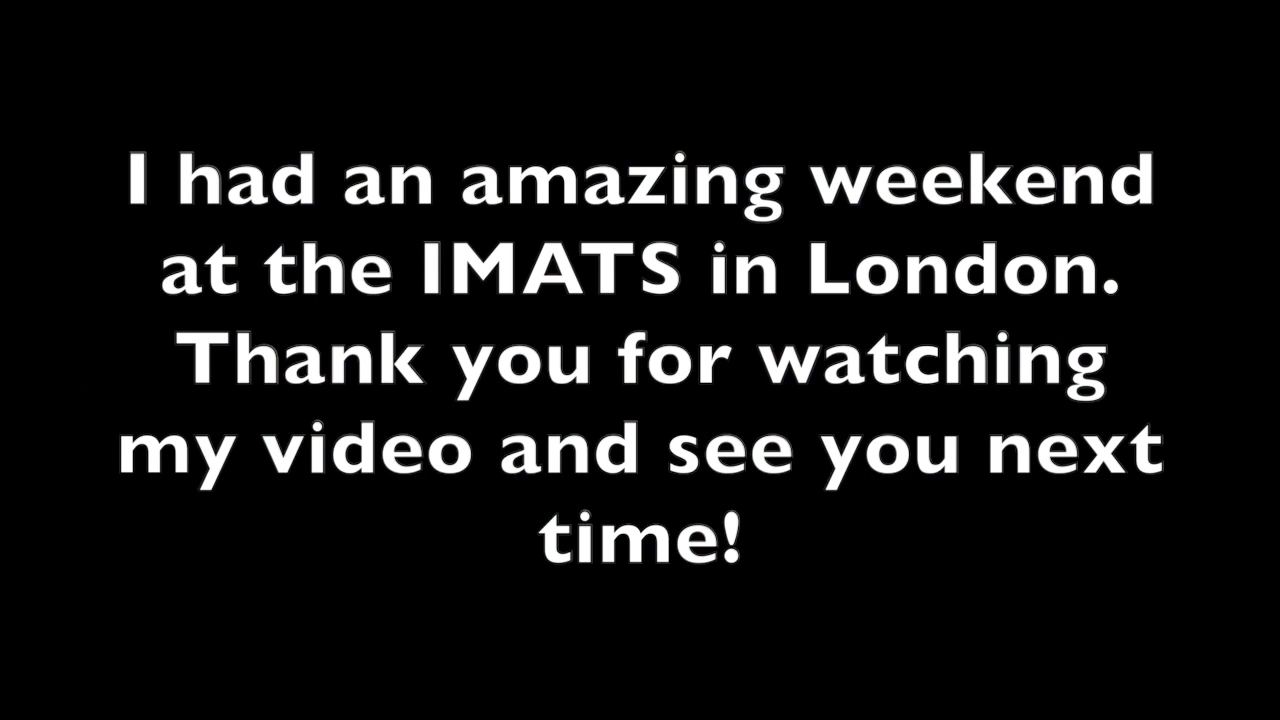 I had an amazing weekend
at the IMATS in London.
Thank you for watching
my video and see you next
time!